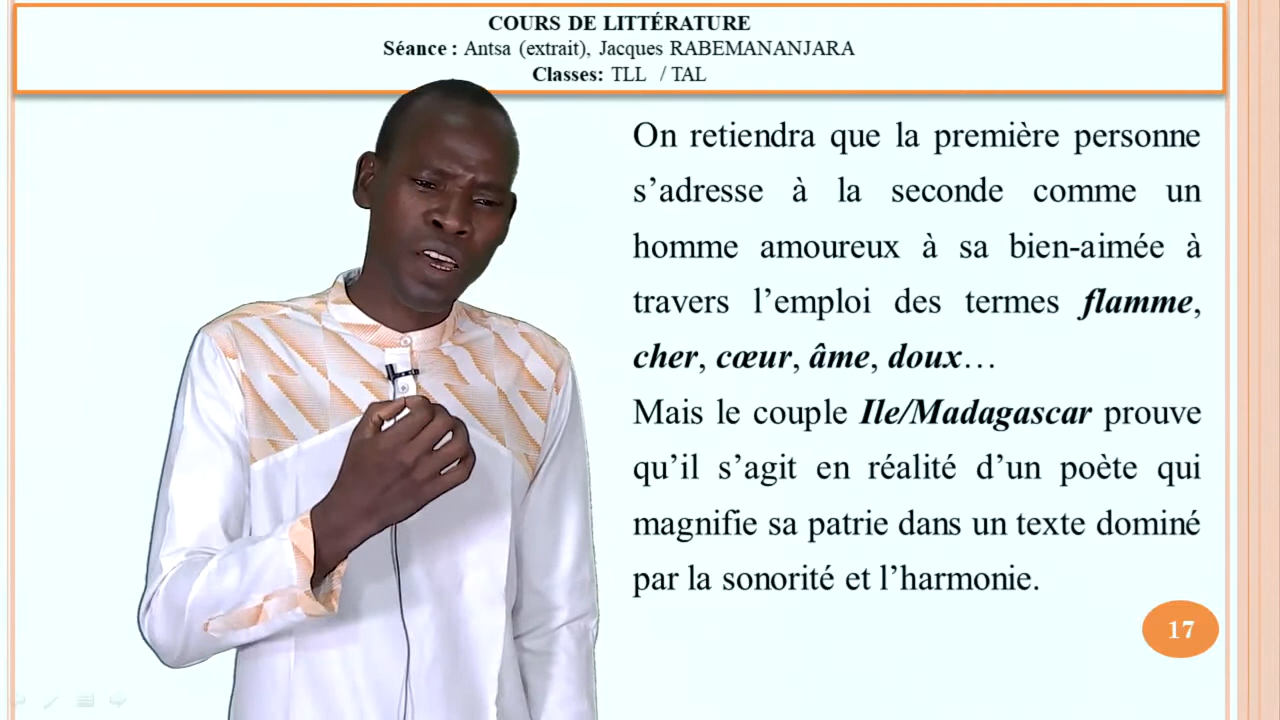 COURS DE LITTÉRATURE
Séance : Antsa (extrait), Jacques RABEMANANJARA
Classes: TLL / TAL
On retiendra que la première personne
s’adresse à la seconde comme un
homme amoureux à sa bien-aimée à
travers l’emploi des termes flamme,
cher, cœur, âme, doux…
Mais le couple Ile/Madagascar prouve
qu’il s’agit en réalité d’un poète qui
magnifie sa patrie dans un texte dominé
par la sonorité et l’harmonie.
17